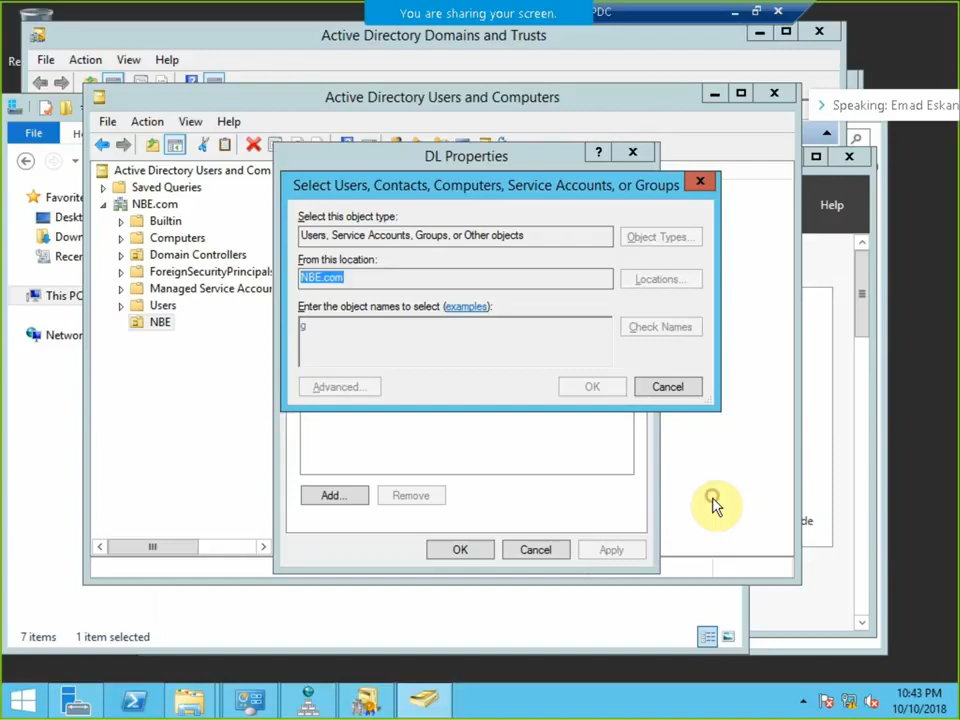 You are sharing your screen.
PDC
Active Directory Domains and Trusts
File Action View Help
Active Directory Users and Computers
Speaking: Emad Eskan
File
File Action View Help
DL Properties
Active Directory Users and Com
Select Users, Contacts, Computers, Service Accounts, or Groups
Saved Queries
Favorite
NBE.com
Help
Select this object type:
Deskt
Builtin
Users, Service Accounts, Groups, or Other objects
Object Types...
Down
Computers
Recen
Domain Controllers
From this location:
ForeignSecurityPrincipals
NBE.com
Locations...
Managed Service Accour
This PC
Users
Enter the object names to select (examples):
NBE
g
Check Names
Networ
Advanced...
OK
Cancel
Add...
Remove
de
OK
Cancel
Apply
7 items
1 item selected
10:43 PM
10/10/2018